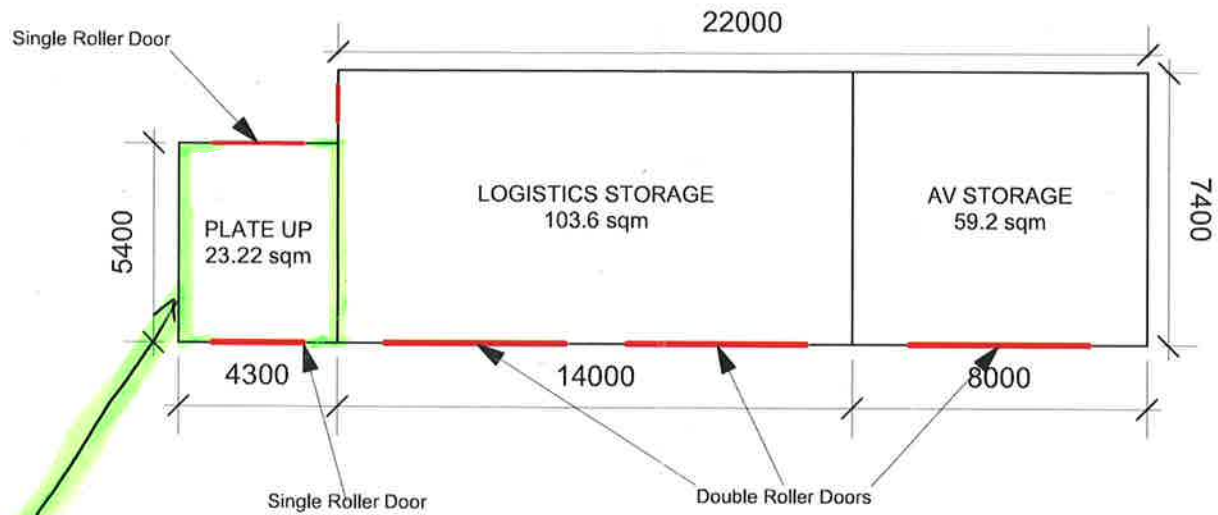 22000
Single Roller Door
LOGISTICS STORAGE
103.6 sqm
AV STORAGE
59.2 sqm
7400
PLATE UP
23.22 sqm
5400
4300
14000
8000
Single Roller Door
Double Roller Doors